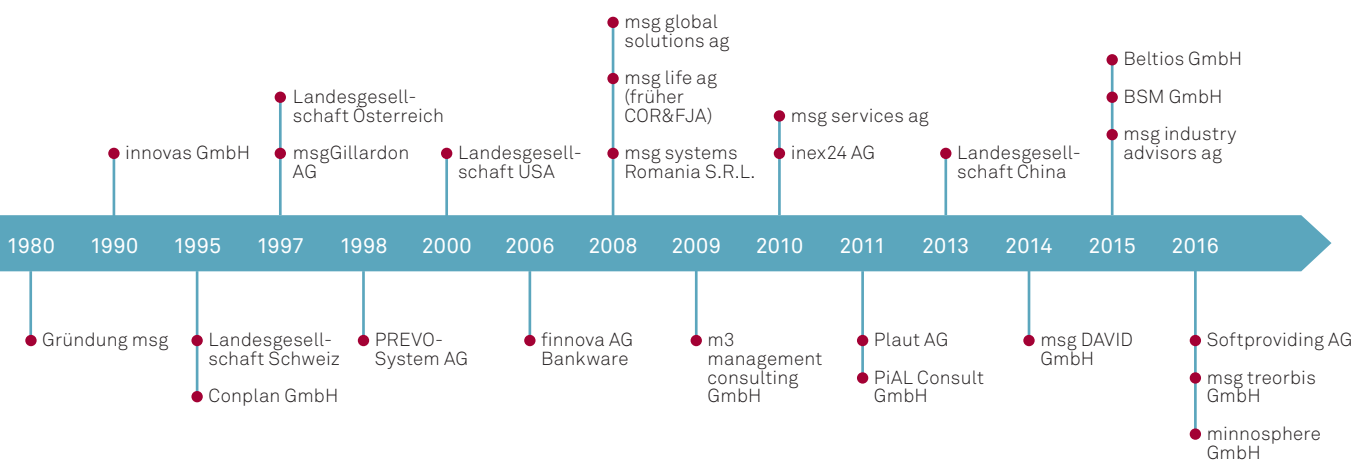 msg global
solutions ag
msg life ag
(früher
COR&FJA)
msg systems
Romania S.R.L.
Beltios GmbH
BSM GmbH
msg industry
advisors ag
Landesgesell-
schaft Österreich
msgGillardon
AG
innovas GmbH
Landesgesell-
schaft USA
msg services ag
inex24 AG
Landesgesell-
schaft China
1980 1990 1995 1997 1998 2000 2006 2008 2009 2010 2011 2013 2014 2015 2016
Gründung msg
Landesgesell-
schaft Schweiz
Conplan GmbH
PREVO-
System AG
finnova AG
Bankware
m3
management
consulting
GmbH
Plaut AG
PiAL Consult
GmbH
msg DAVID
GmbH
Softproviding AG
msg treorbis
GmbH
minnosphere
GmbH